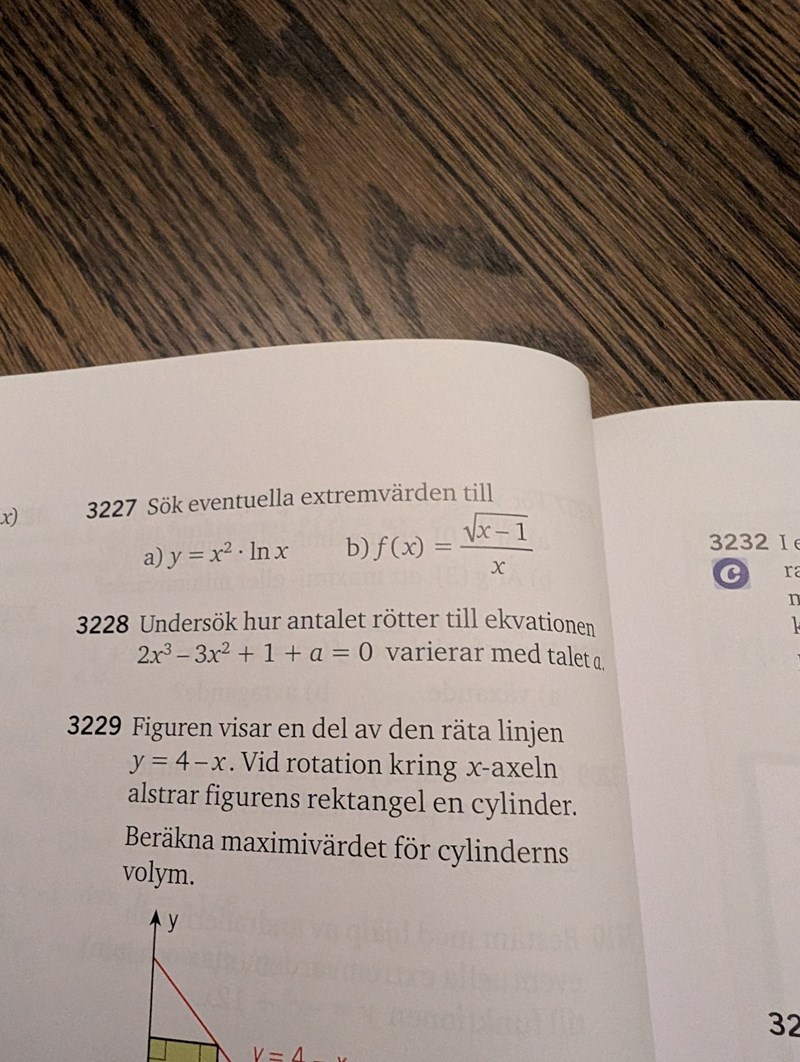 x)
3227 Sök eventuella extremvärden till
a) y = x² · ln x b) f(x) = √(x – 1) / x
3228 Undersök hur antalet rötter till ekvationen
2x³ – 3x² + 1 + a = 0 varierar med talet a.
3229 Figuren visar en del av den räta linjen
y = 4 – x. Vid rotation kring x-axeln
alstrar figurens rektangel en cylinder.
Beräkna maximivärdet för cylinderns
volym.
y
y = 4 – x
3232 I
C
32